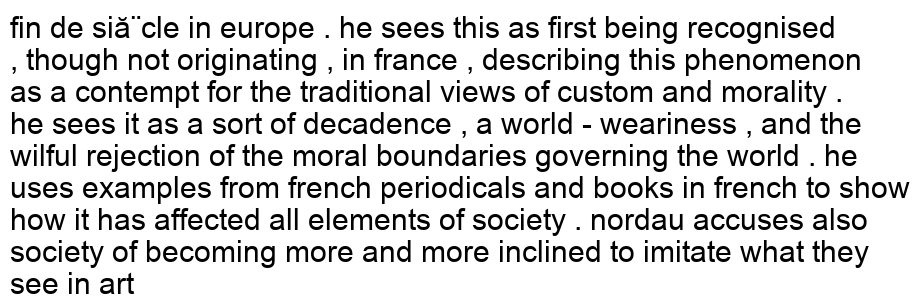 fin de siă¨cle in europe . he sees this as first being recognised
, though not originating , in france , describing this phenomenon
as a contempt for the traditional views of custom and morality .
he sees it as a sort of decadence , a world - weariness , and the
wilful rejection of the moral boundaries governing the world . he
uses examples from french periodicals and books in french to show
how it has affected all elements of society . nordau accuses also
society of becoming more and more inclined to imitate what they
see in art